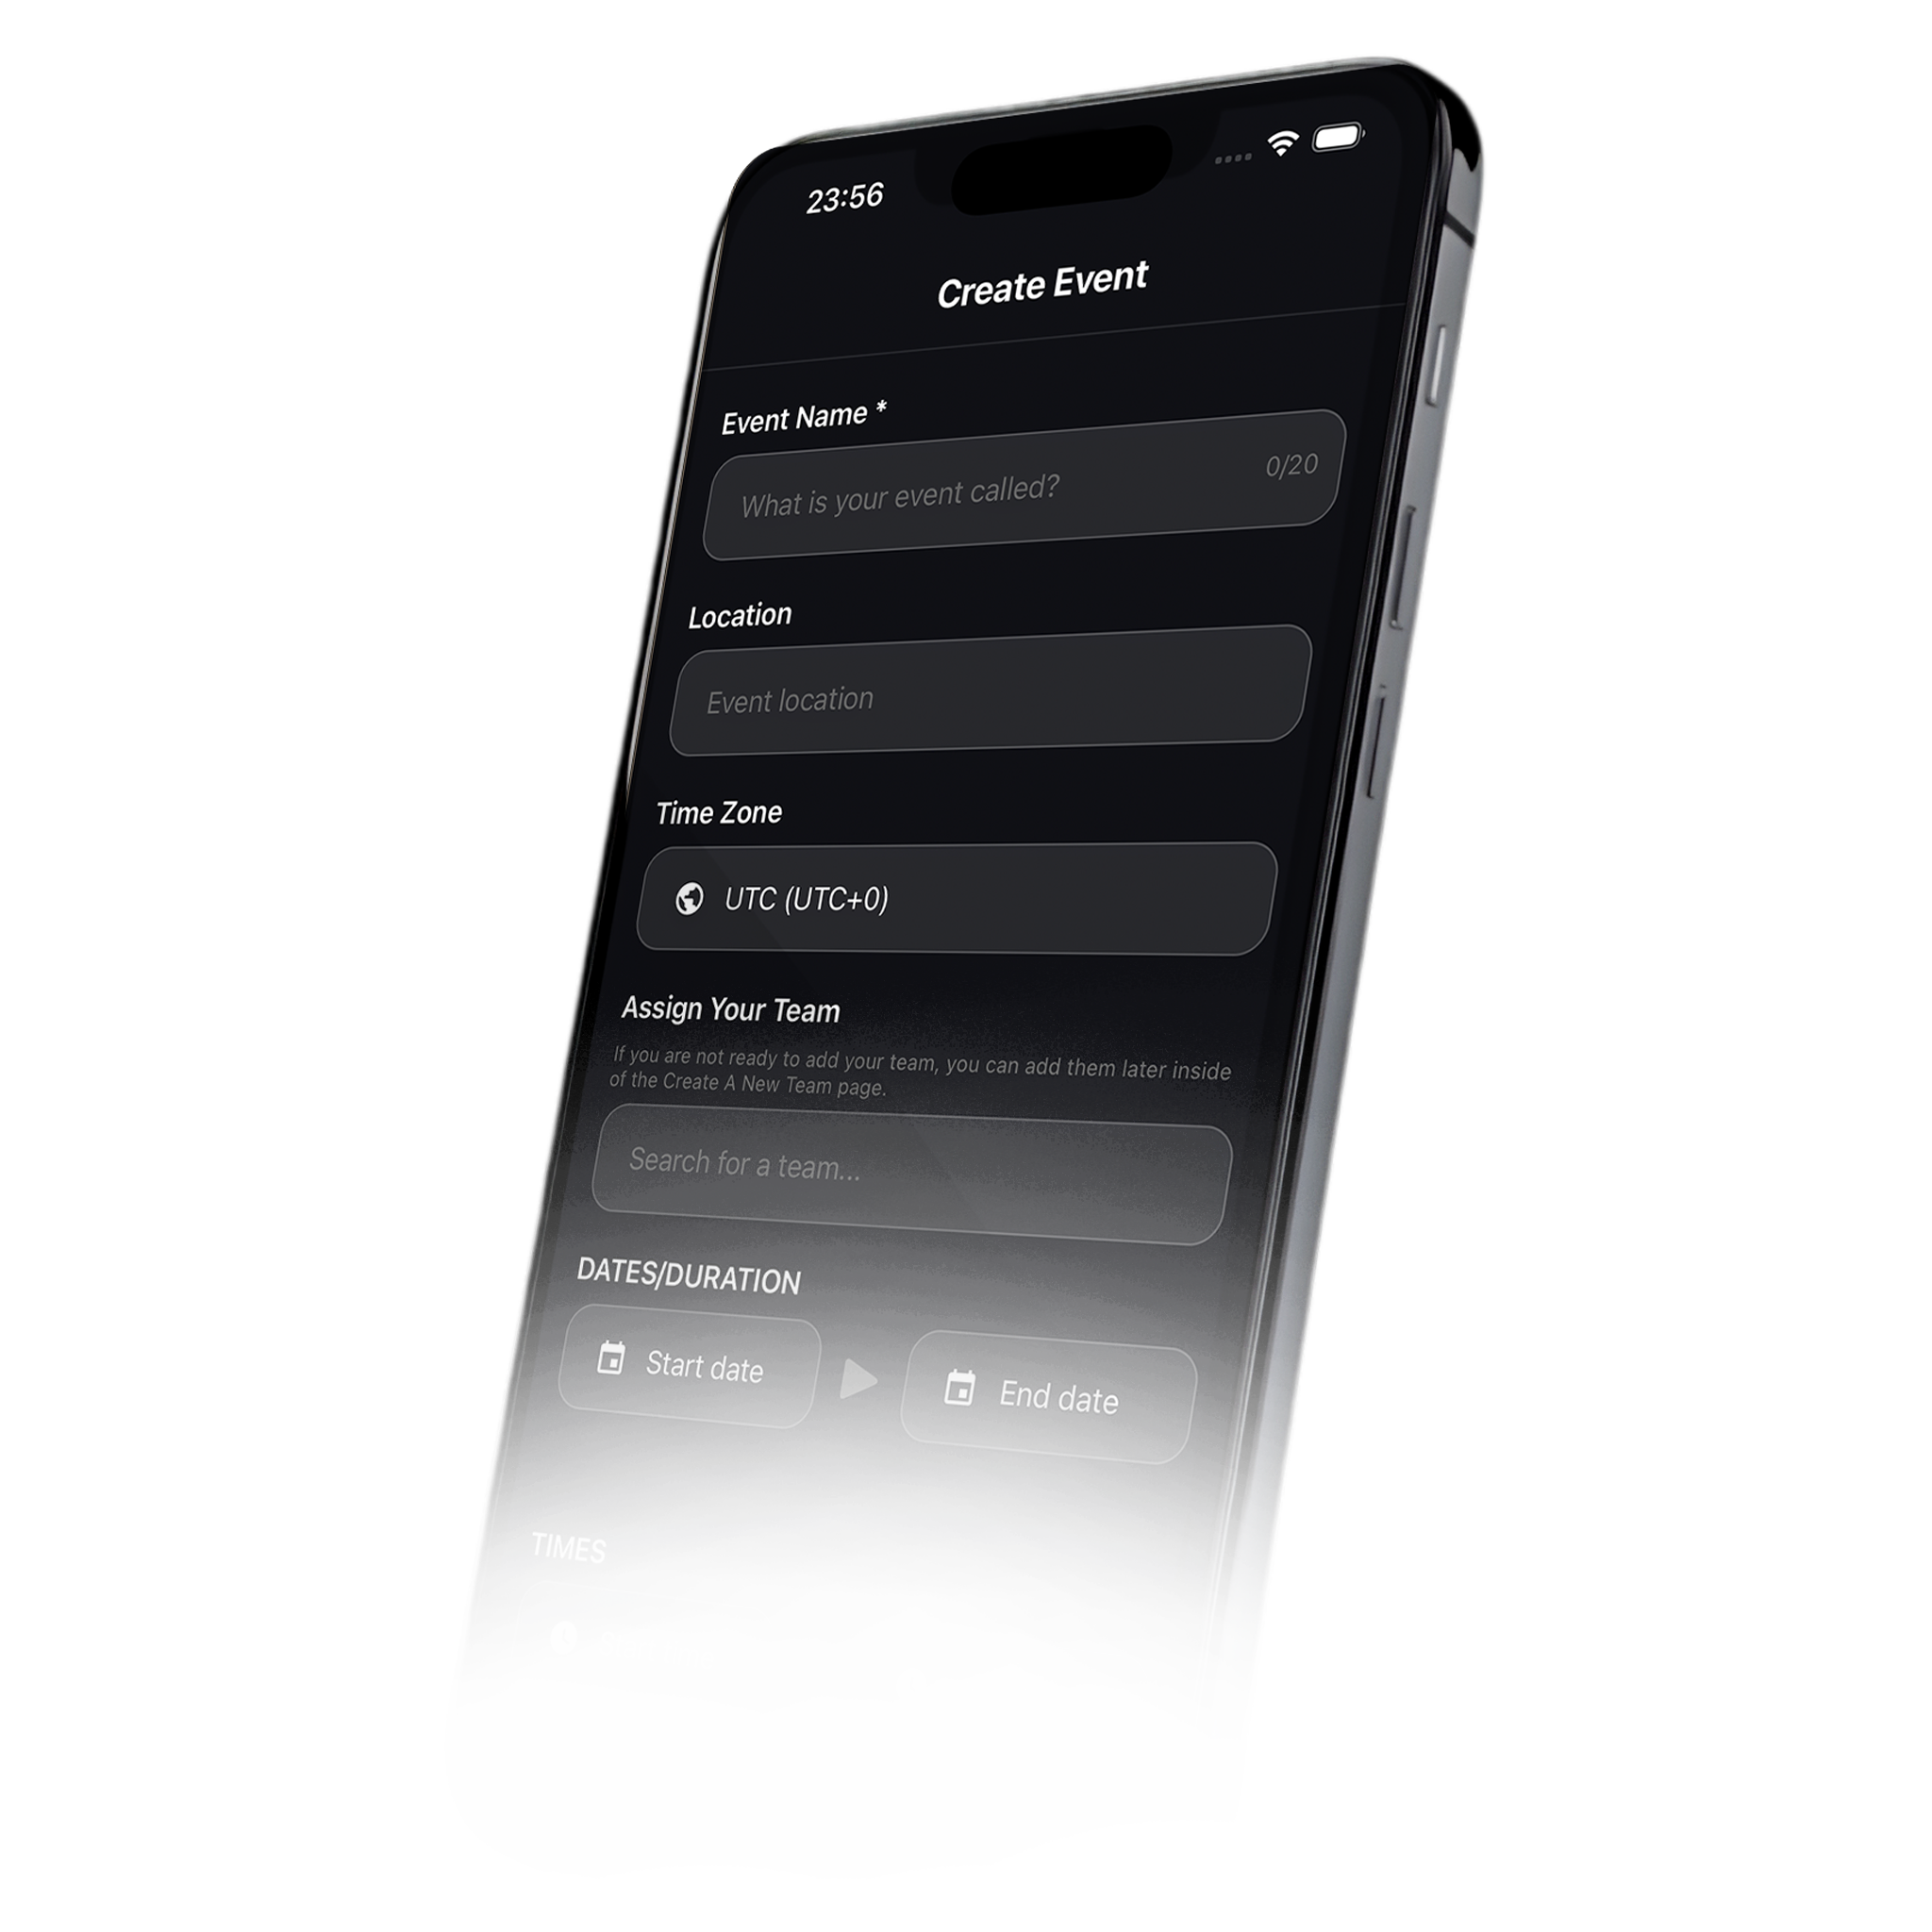 23:56
Create Event
Event Name *
What is your event called?
0/20
Location
Event location
Time Zone
UTC (UTC+0)
Assign Your Team
If you are not ready to add your team, you can add them later inside
of the Create A New Team page.
Search for a team...
DATES/DURATION
Start date
End date
TIMES